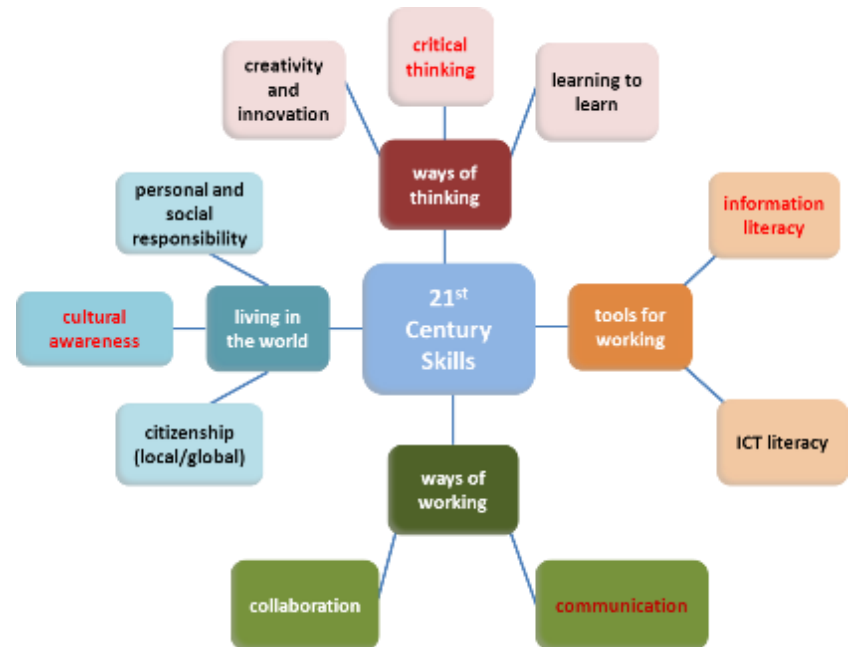 critical
thinking
creativity
and
innovation
learning to
learn
ways of
thinking
personal and
social
responsibility
information
literacy
cultural
awareness
living in
the world
21st
Century
Skills
tools for
working
citizenship
(local/global)
ICT literacy
ways of
working
collaboration
communication